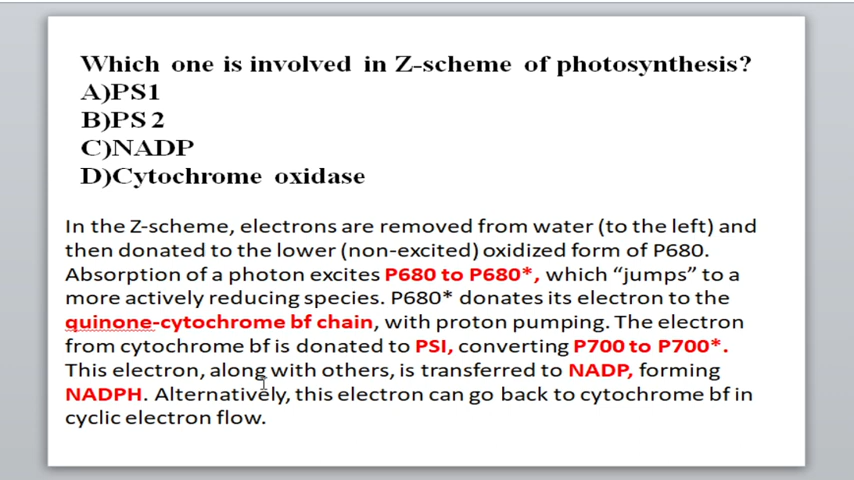 Which one is involved in Z-scheme of photosynthesis?
A)PS1
B)PS 2
C)NADP
D)Cytochrome oxidase
In the Z-scheme, electrons are removed from water (to the left) and
then donated to the lower (non-excited) oxidized form of P680.
Absorption of a photon excites P680 to P680*, which “jumps” to a
more actively reducing species. P680* donates its electron to the
quinone-cytochrome bf chain, with proton pumping. The electron
from cytochrome bf is donated to PSI, converting P700 to P700*.
This electron, along with others, is transferred to NADP, forming
NADPH. Alternatively, this electron can go back to cytochrome bf in
cyclic electron flow.